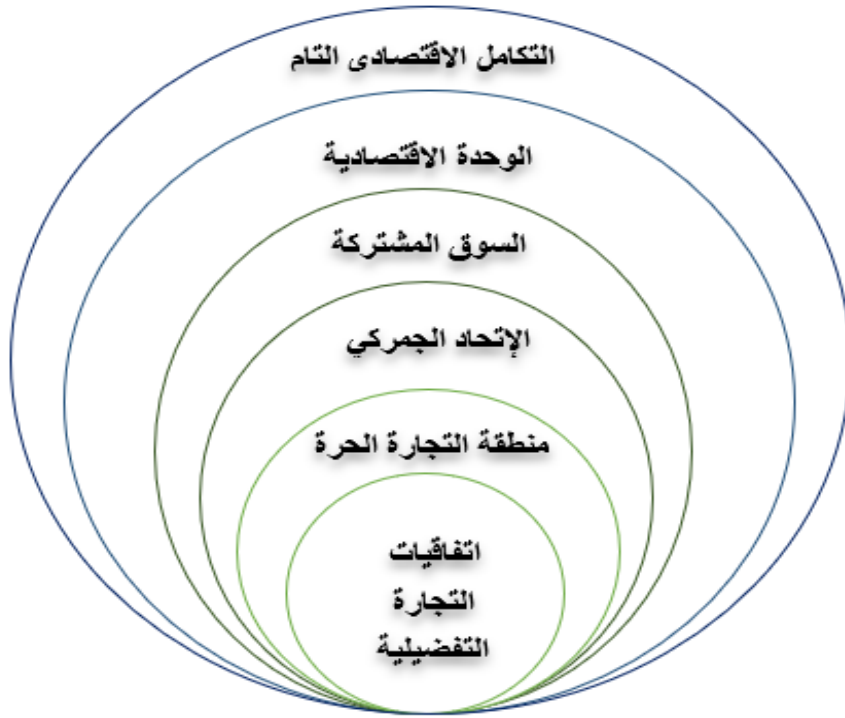 التكامل الاقتصادى التام
الوحدة الاقتصادية
السوق المشتركة
الإتحاد الجمركي
منطقة التجارة الحرة
اتفاقيات
التجارة
التفضيلية